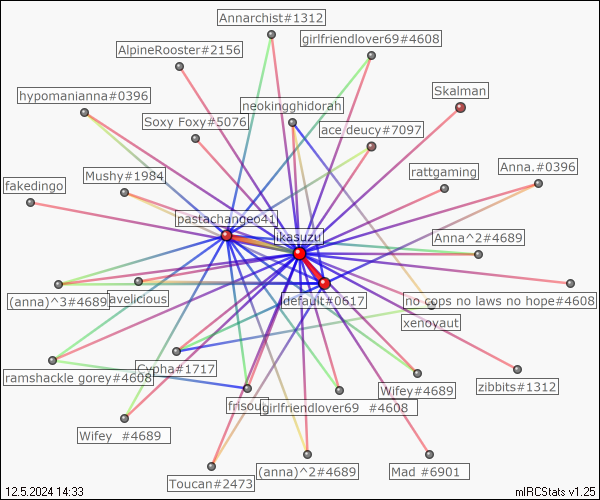 Annarchist#1312
girlfriendlover69#4608
AlpineRooster#2156
Skalman
hypomanianna#0396
neokingghidorah
Soxy Foxy#5076
ace deucy#7097
Mushy#1984
rattgaming
Anna.#0396
fakedingo
pastachangeo41
ikasuzu
Anna^2#4689
(anna)^3#4689
avelicious
default#0617
no cops no laws no hope#4608
xenoyaut
ramshackle gorey#4608
Cypha#1717
Wifey#4689
zibbits#1312
frisou
girlfriendlover69 #4608
Wifey #4689
Toucan#2473
(anna)^2#4689
Mad #6901
12.5.2024 14:33
mIRCStats v1.25